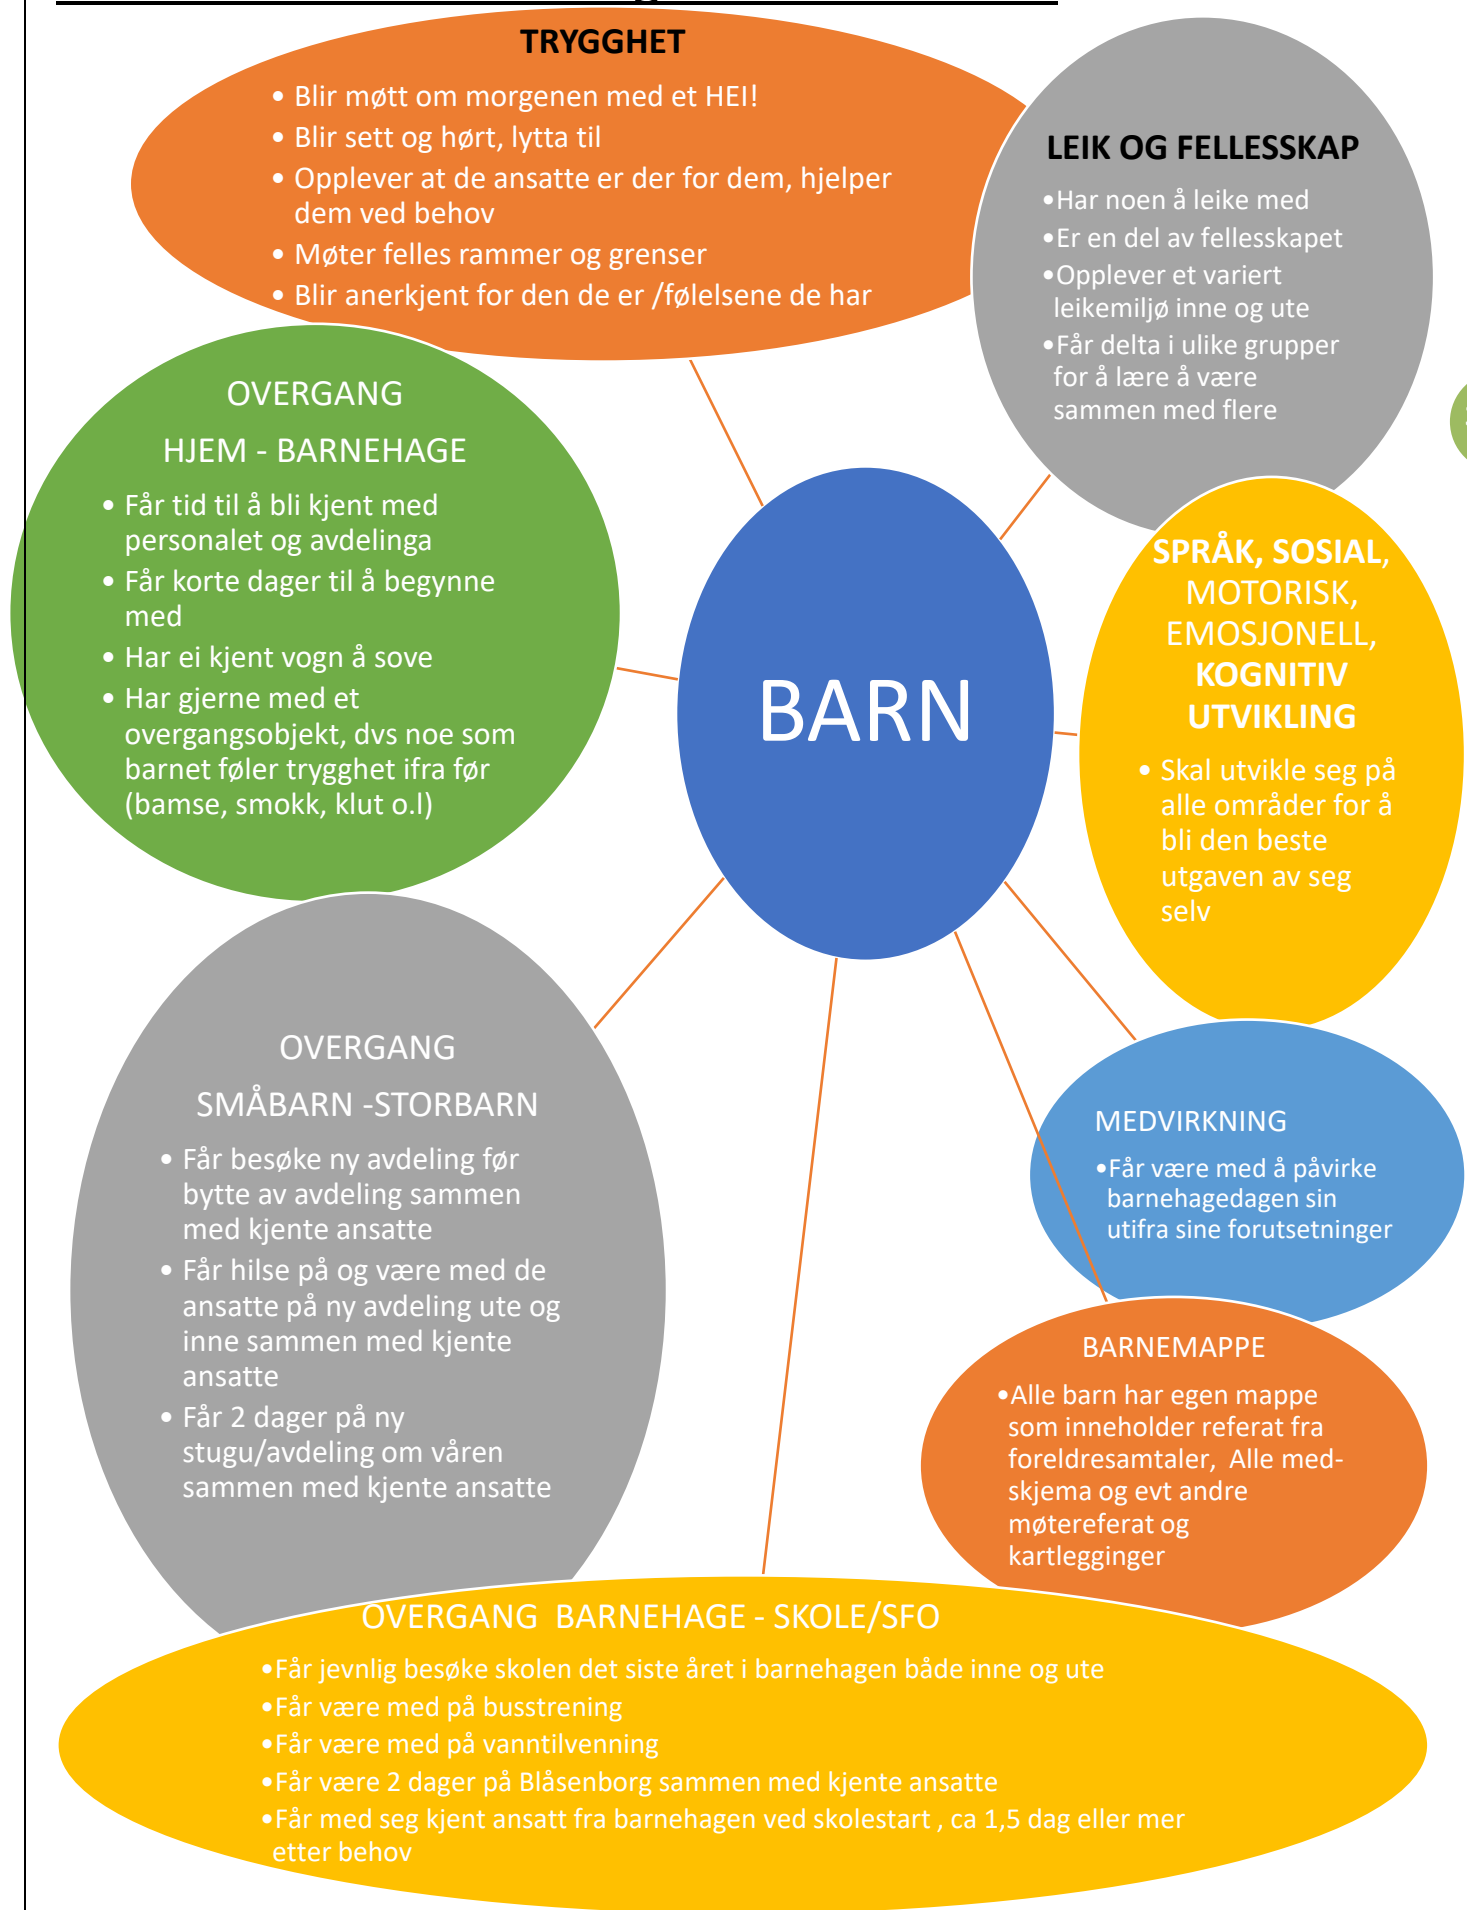 TRYGGHET
• Blir møtt om morgenen med et HEI!
• Blir sett og hørt, lytta til
• Opplever at de ansatte er der for dem, hjelper
dem ved behov
• Møter felles rammer og grenser
• Blir anerkjent for den de er /følelsene de har
LEIK OG FELLESSKAP
•Har noen å leike med
•Er en del av fellesskapet
•Opplever et variert
leikemiljø inne og ute
•Får delta i ulike grupper
for å lære å være
sammen med flere
OVERGANG
HJEM - BARNEHAGE
• Får tid til å bli kjent med
personalet og avdelinga
• Får korte dager til å begynne
med
• Har ei kjent vogn å sove
• Har gjerne med et
overgangsobjekt, dvs noe som
barnet føler trygghet ifra før
(bamse, smokk, klut o.l)
BARN
SPRÅK, SOSIAL,
MOTORISK,
EMOSJONELL,
KOGNITIV
UTVIKLING
• Skal utvikle seg på
alle områder for å
bli den beste
utgaven av seg
selv
OVERGANG
SMÅBARN -STORBARN
• Får besøke ny avdeling før
bytte av avdeling sammen
med kjente ansatte
• Får hilse på og være med de
ansatte på ny avdeling ute og
inne sammen med kjente
ansatte
• Får 2 dager på ny
stugu/avdeling om våren
sammen med kjente ansatte
MEDVIRKNING
•Får være med å påvirke
barnehagedagen sin
utifra sine forutsetninger
BARNEMAPPE
•Alle barn har egen mappe
som inneholder referat fra
foreldresamtaler,  Alle med-
skjema og evt andre
møtereferat og
kartlegginger
OVERGANG  BARNEHAGE - SKOLE/SFO
•Får jevnlig besøke skolen det siste året i barnehagen både inne og ute
•Får være med på busstrening
•Får være med på vanntilvenning
•Får være 2 dager på Blåsenborg sammen med kjente ansatte
•Får med seg kjent ansatt fra barnehagen ved skolestart , ca 1,5 dag eller mer
etter behov